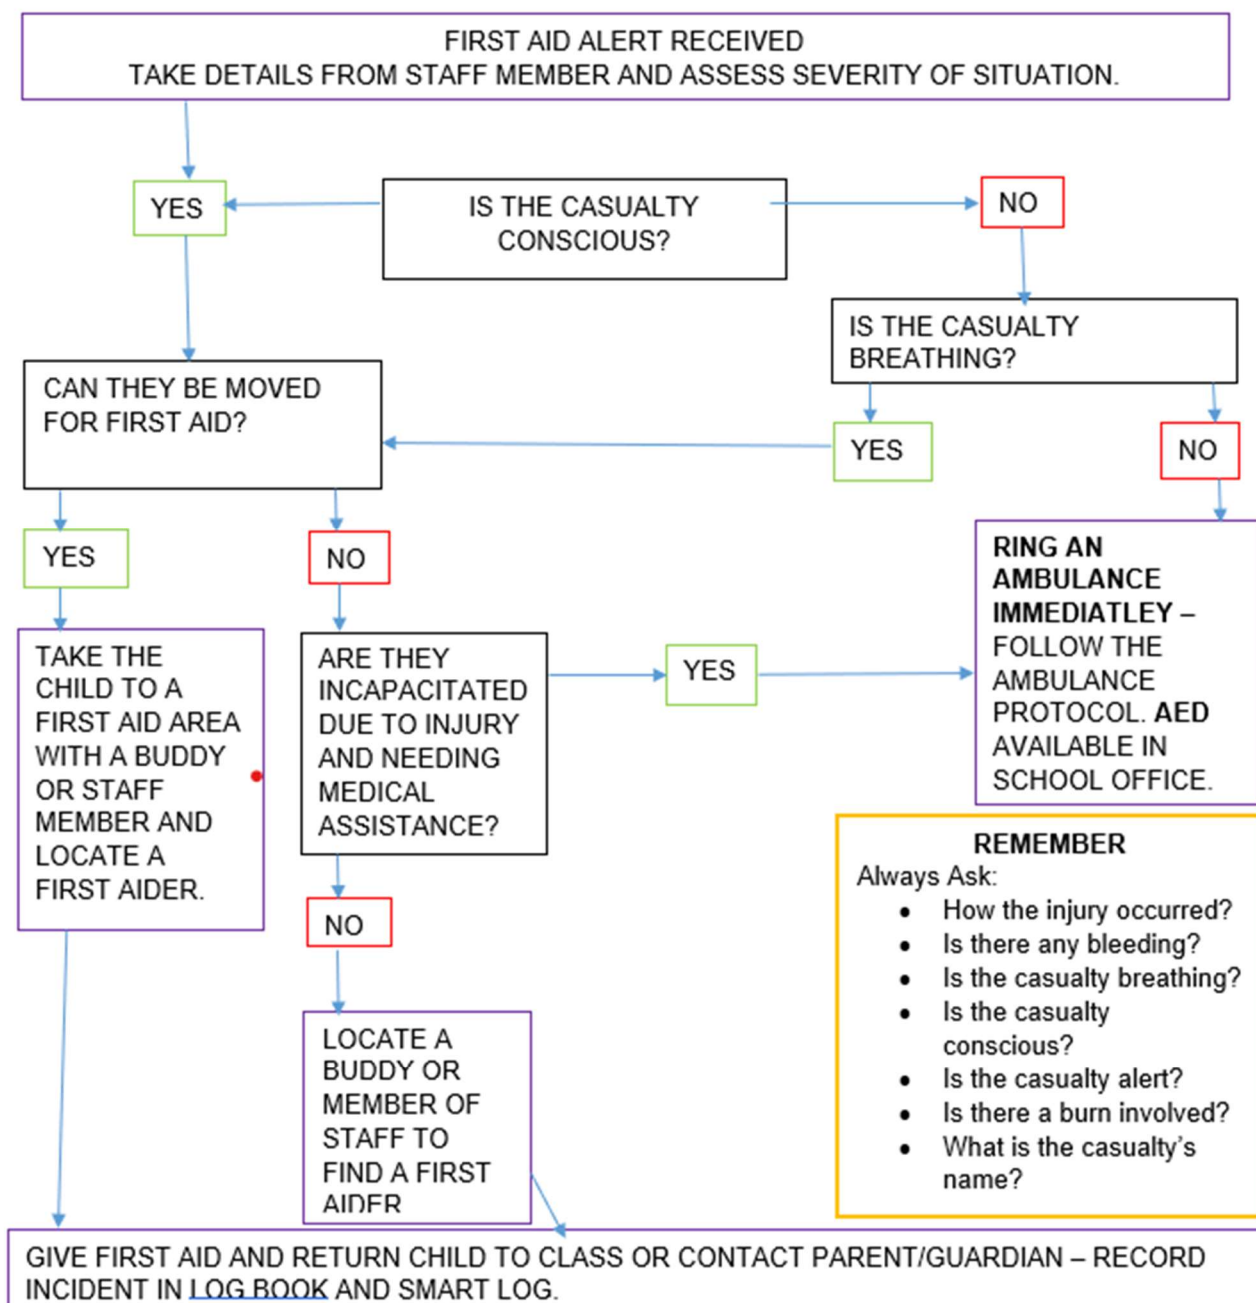 FIRST AID ALERT RECEIVED
TAKE DETAILS FROM STAFF MEMBER AND ASSESS SEVERITY OF SITUATION.
YES
IS THE CASUALTY
CONSCIOUS?
NO
IS THE CASUALTY
BREATHING?
CAN THEY BE MOVED
FOR FIRST AID?
YES
NO
YES
NO
TAKE THE
CHILD TO A
FIRST AID AREA
WITH A BUDDY
OR STAFF
MEMBER AND
LOCATE A
FIRST AIDER.
ARE THEY
INCAPACITATED
DUE TO INJURY
AND NEEDING
MEDICAL
ASSISTANCE?
YES
RING AN
AMBULANCE
IMMEDIATLEY –
FOLLOW THE
AMBULANCE
PROTOCOL. AED
AVAILABLE IN
SCHOOL OFFICE.
NO
LOCATE A
BUDDY OR
MEMBER OF
STAFF TO
FIND A FIRST
AIDER
REMEMBER
Always Ask:
• How the injury occurred?
• Is there any bleeding?
• Is the casualty breathing?
• Is the casualty
conscious?
• Is the casualty alert?
• Is there a burn involved?
• What is the casualty's
name?
GIVE FIRST AID AND RETURN CHILD TO CLASS OR CONTACT PARENT/GUARDIAN – RECORD
INCIDENT IN LOG BOOK AND SMART LOG.